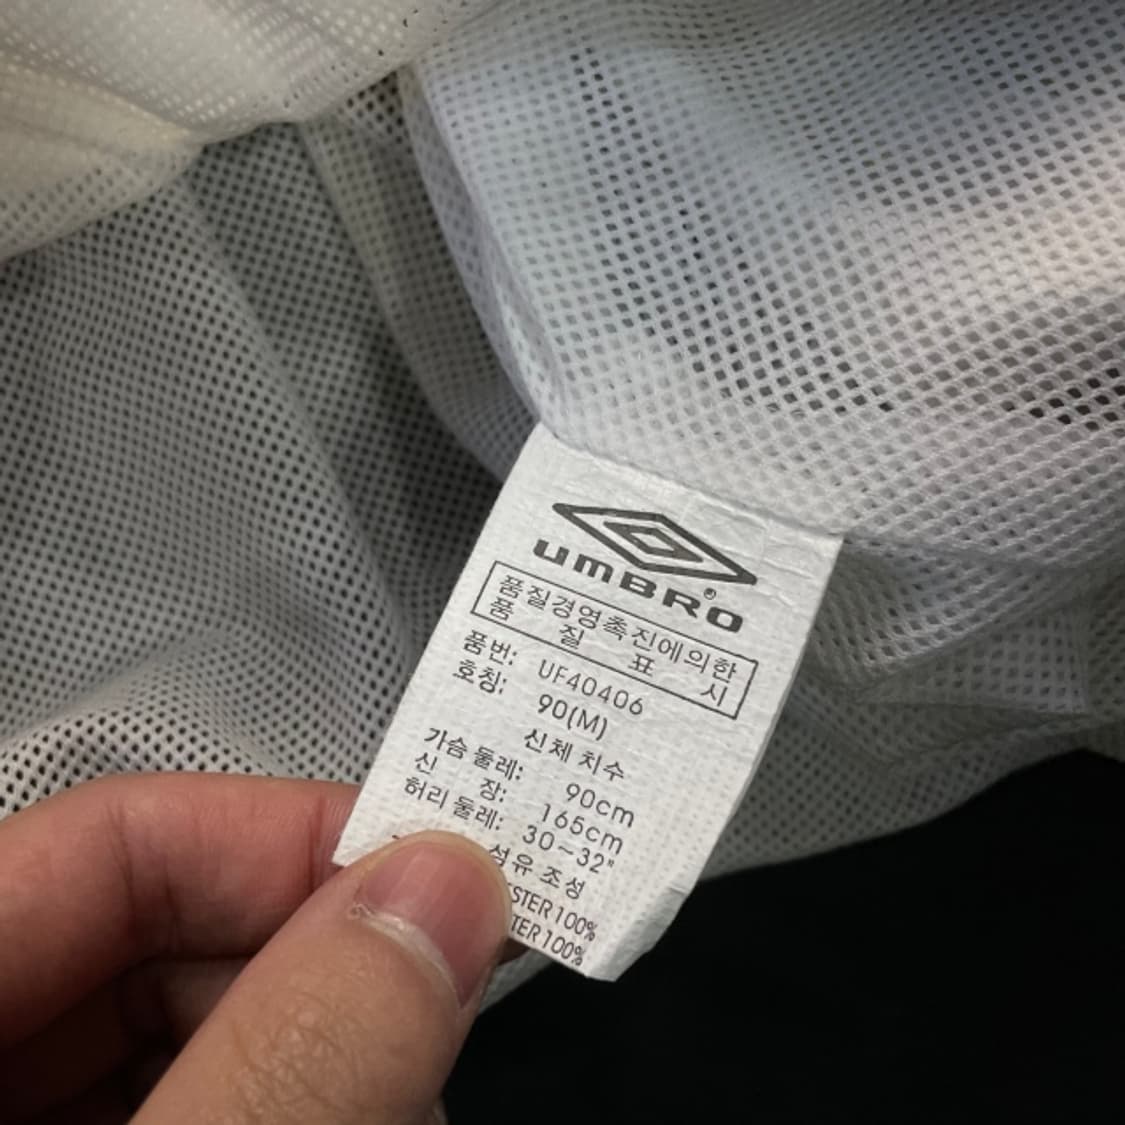 umBRO®
품질경영촉진에의한
품 질 표 시
품번: UF40406
호칭: 90(M)
신체 치수
가슴 둘레: 90cm
신 장: 165cm
허리 둘레: 30~32"
섬유 조성
100%
100%